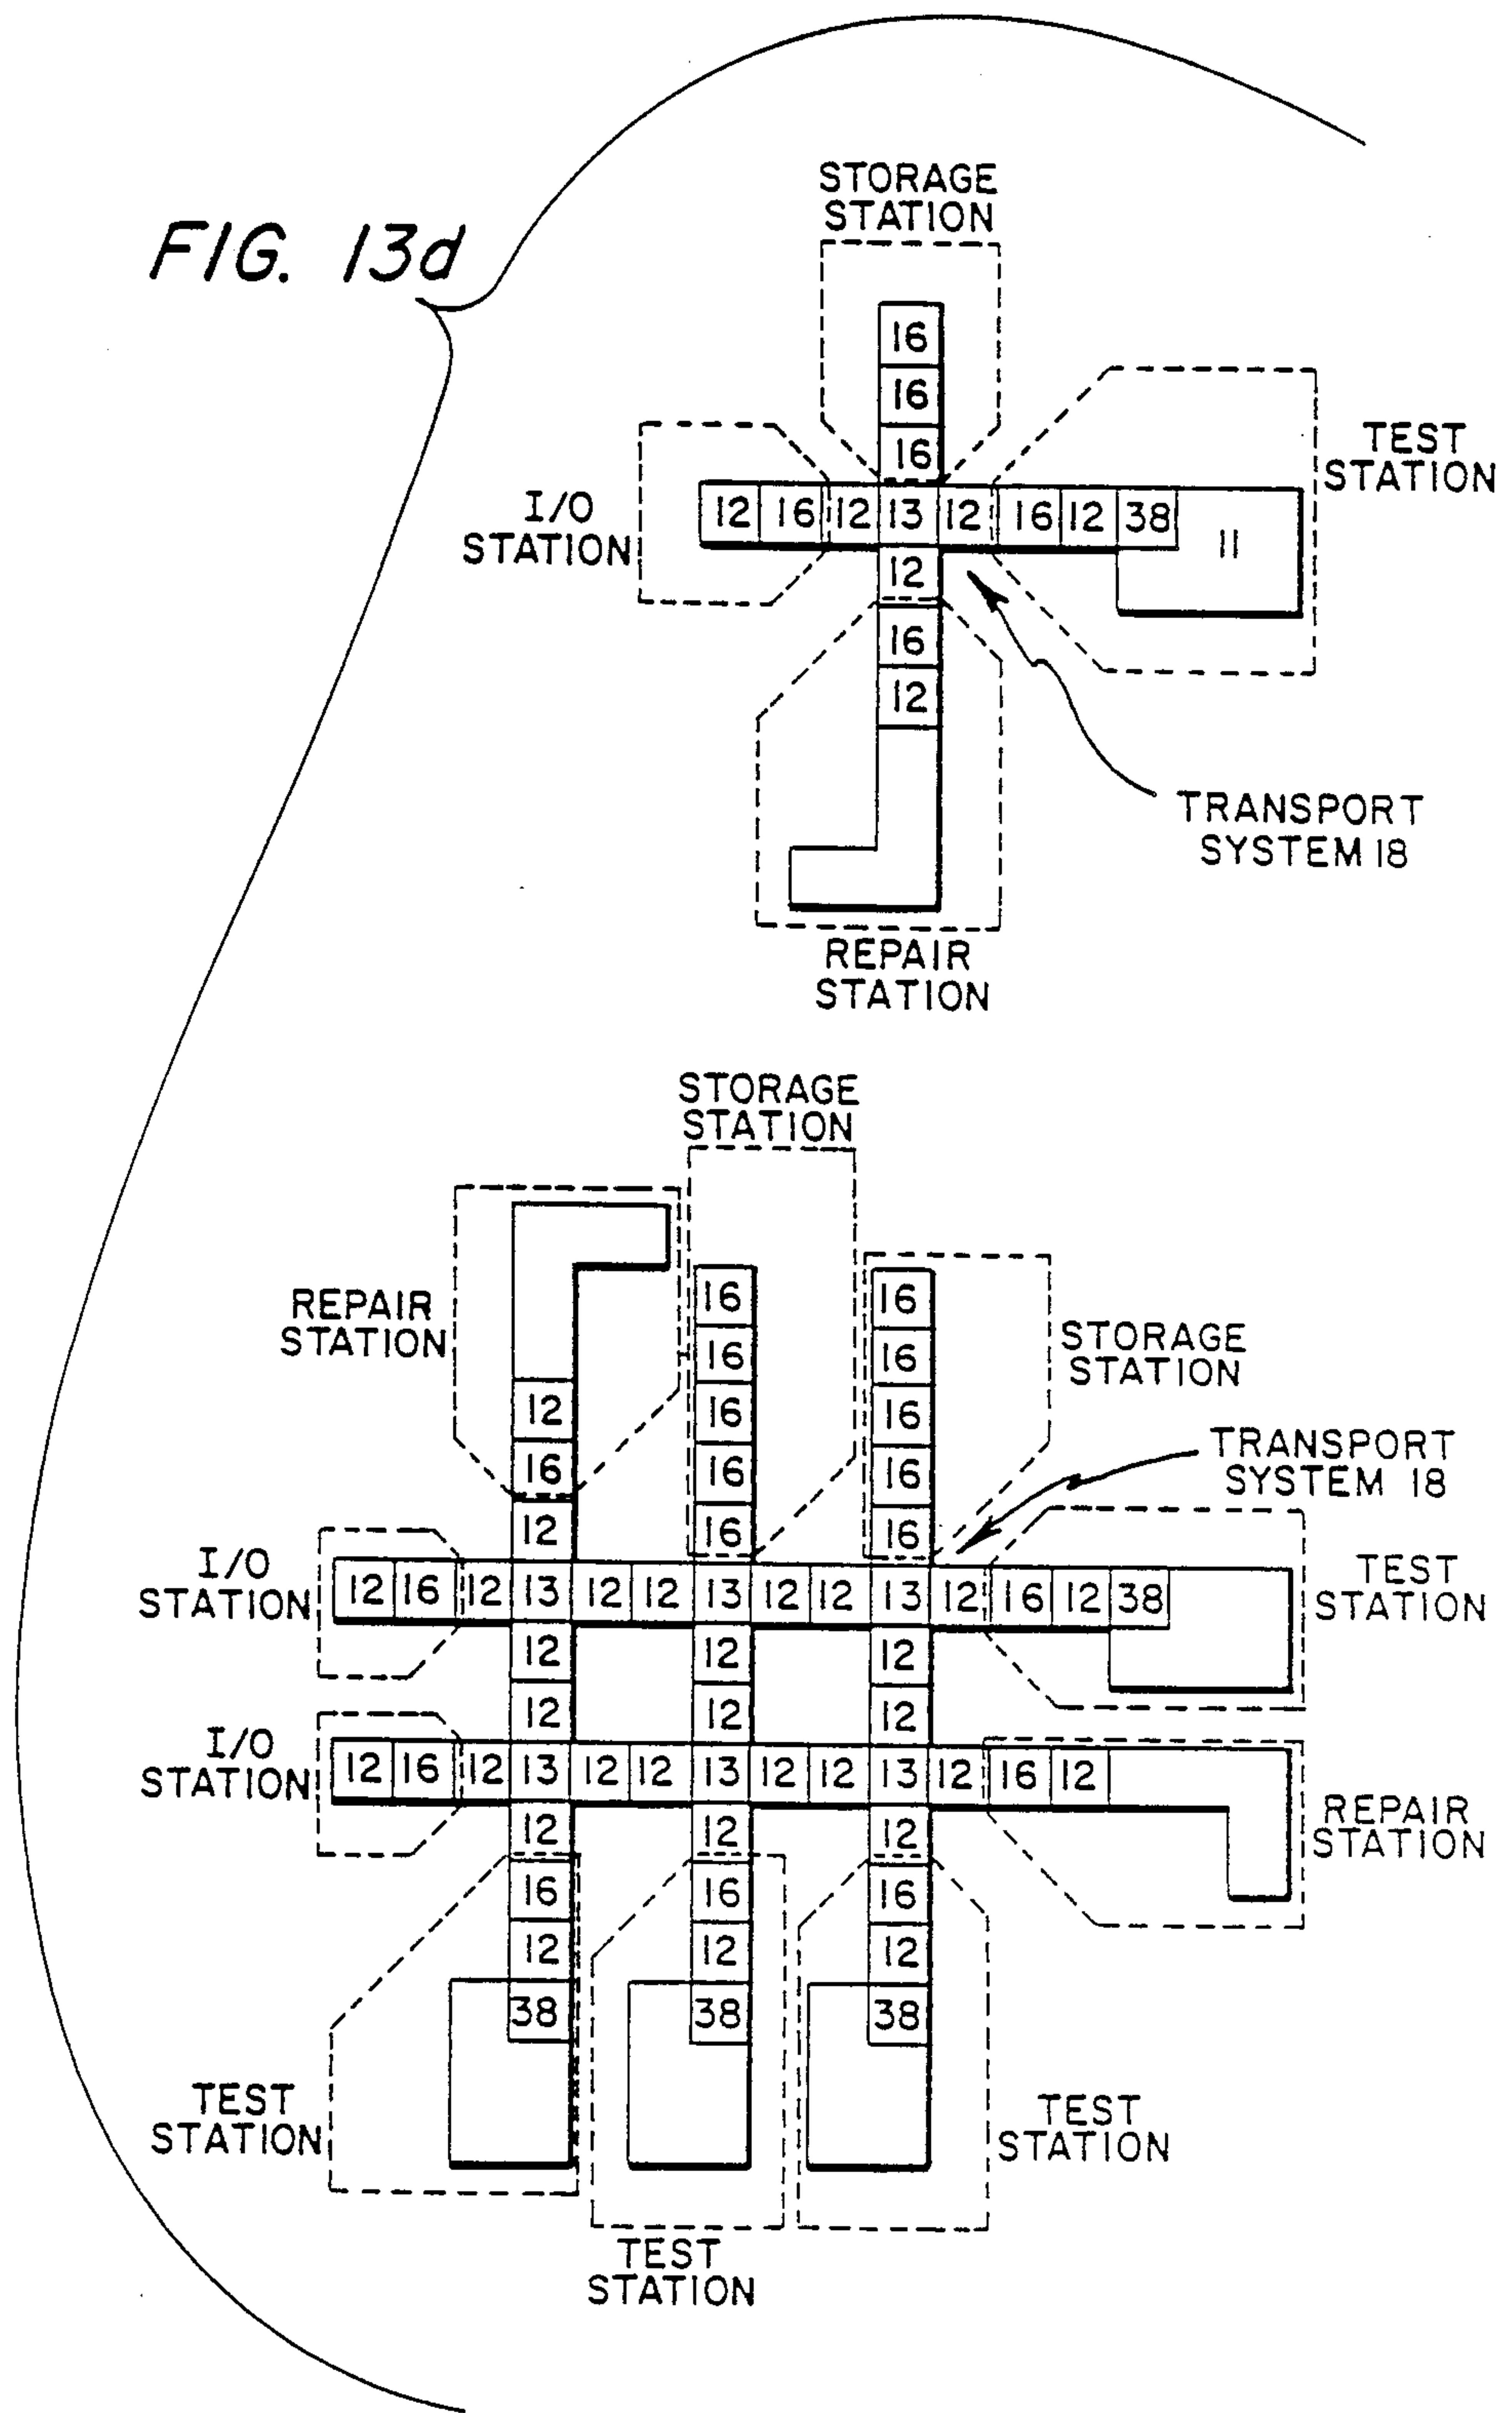 FIG. 13d
STORAGE
STATION
16
16
16
I/O
STATION
12 16 12 13 12 16 12 38 11
TEST
STATION
12
16
12
TRANSPORT
SYSTEM 18
REPAIR
STATION
STORAGE
STATION
REPAIR
STATION
16 16
16 16
STORAGE
STATION
12 16 16
16 16 16
TRANSPORT
SYSTEM 18
12 16 16
I/O
STATION
12 16 12 13 12 12 13 12 12 13 12 16 12 38
TEST
STATION
12 12 12
12 12 12
I/O
STATION
12 16 12 13 12 12 13 12 12 13 12 16 12
REPAIR
STATION
12 12 12
16 16 16
12 12 12
38 38 38
TEST
STATION
TEST
STATION
TEST
STATION